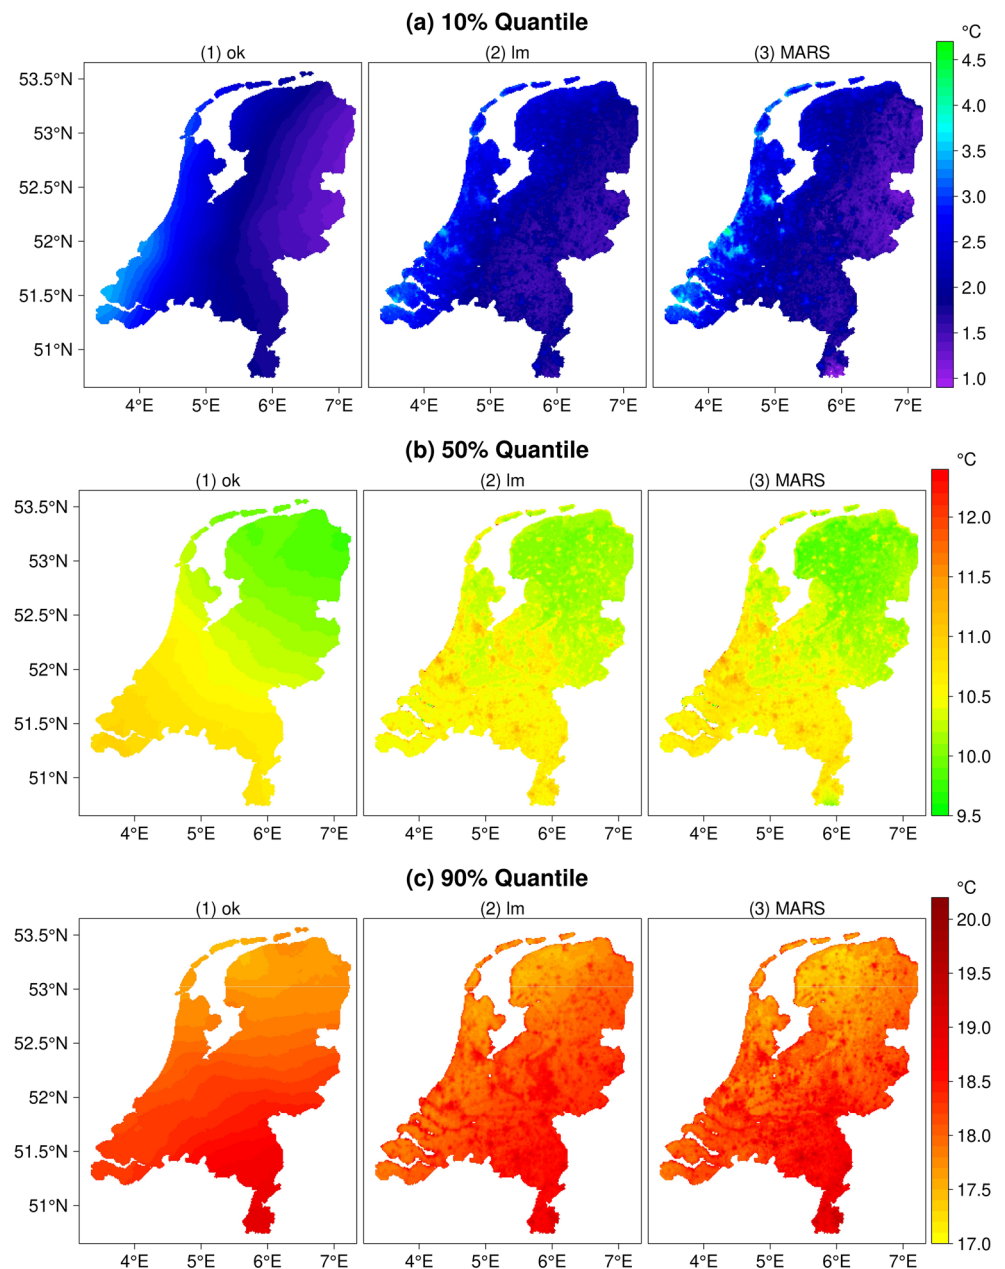 (a) 10% Quantile
°C
(1) ok
(2) lm
(3) MARS
53.5°N
53°N
52.5°N
52°N
51.5°N
51°N
4.5
4.0
3.5
3.0
2.5
2.0
1.5
1.0
4°E 5°E 6°E 7°E
4°E 5°E 6°E 7°E
4°E 5°E 6°E 7°E
(b) 50% Quantile
°C
(1) ok
(2) lm
(3) MARS
53.5°N
53°N
52.5°N
52°N
51.5°N
51°N
12.0
11.5
11.0
10.5
10.0
9.5
4°E 5°E 6°E 7°E
4°E 5°E 6°E 7°E
4°E 5°E 6°E 7°E
(c) 90% Quantile
°C
(1) ok
(2) lm
(3) MARS
53.5°N
53°N
52.5°N
52°N
51.5°N
51°N
20.0
19.5
19.0
18.5
18.0
17.5
17.0
4°E 5°E 6°E 7°E
4°E 5°E 6°E 7°E
4°E 5°E 6°E 7°E